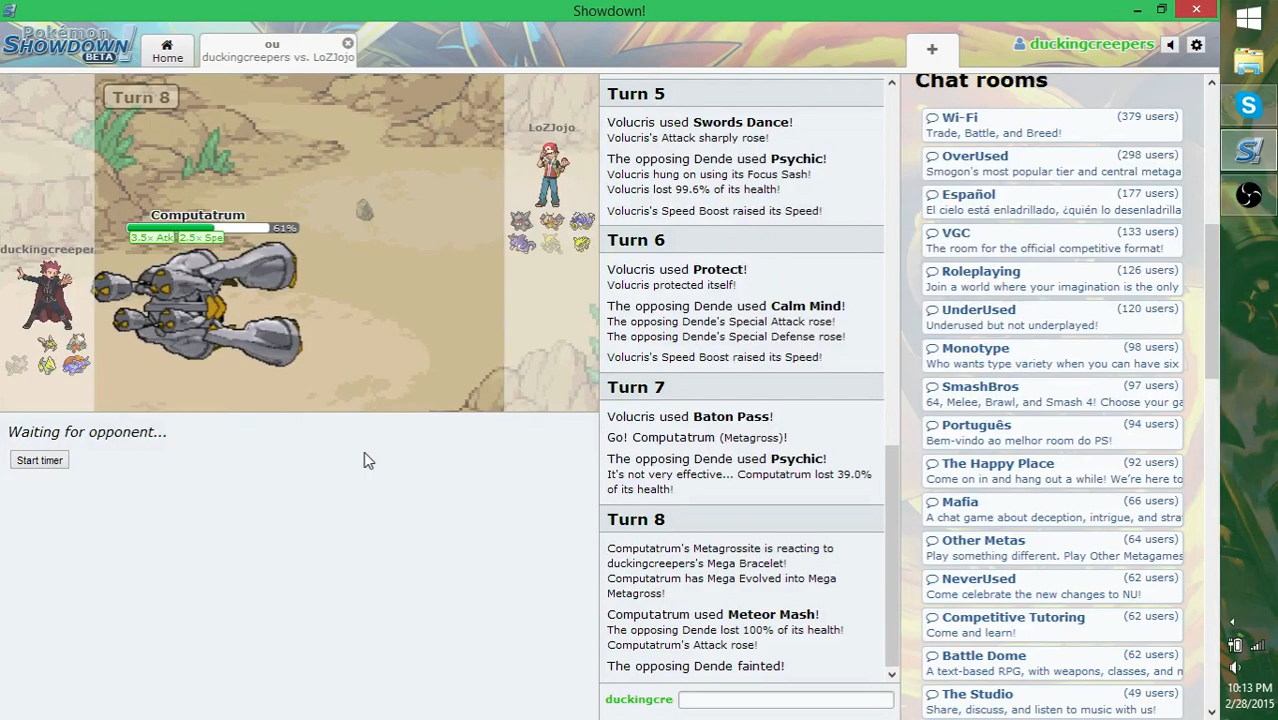 Showdown!
Pokémon
SHOWDOWN!
BETA
Home
ou
duckingcreepers vs. LoZJojo
+
duckingcreepers
Turn 8
LoZJojo
Computatrum
61%
3.5× Atk 2.5× Spe
duckingcreeper
Waiting for opponent...
Start timer
Turn 5
Volucris used Swords Dance!
Volucris's Attack sharply rose!
The opposing Dende used Psychic!
Volucris hung on using its Focus Sash!
Volucris lost 99.6% of its health!
Volucris's Speed Boost raised its Speed!
Turn 6
Volucris used Protect!
Volucris protected itself!
The opposing Dende used Calm Mind!
The opposing Dende's Special Attack rose!
The opposing Dende's Special Defense rose!
Volucris's Speed Boost raised its Speed!
Turn 7
Volucris used Baton Pass!
Go! Computatrum (Metagross)!
The opposing Dende used Psychic!
It's not very effective... Computatrum lost 39.0%
of its health!
Turn 8
Computatrum's Metagrossite is reacting to
duckingcreepers's Mega Bracelet!
Computatrum has Mega Evolved into Mega
Metagross!
Computatrum used Meteor Mash!
The opposing Dende lost 100% of its health!
Computatrum's Attack rose!
The opposing Dende fainted!
duckingcre
Chat rooms
Wi-Fi (379 users)
Trade, Battle, and Breed!
OverUsed (298 users)
Smogon's most popular tier and central metaga
Español (177 users)
El cielo está enladrillado, ¿quién lo desenladrilla
VGC (133 users)
The room for the official competitive format!
Roleplaying (126 users)
Join a world where your imagination is the only
UnderUsed (120 users)
Underused but not underplayed!
Monotype (98 users)
Who wants type variety when you can have six
SmashBros (97 users)
64, Melee, Brawl, and Smash 4! Choose your ga
Português (94 users)
Bem-vindo ao melhor room do PS!
The Happy Place (92 users)
Come on in and hang out a while! We're here to
Mafia (66 users)
A chat game about deception, intrigue, and stra
Other Metas (64 users)
Play something different. Play Other Metagames
NeverUsed (62 users)
Come celebrate the new changes to NU!
Competitive Tutoring (62 users)
Come and learn!
Battle Dome (62 users)
A text-based RPG, with weapons, classes, and m
The Studio (49 users)
Share, discuss, and listen to music with us!
10:13 PM
2/28/2015